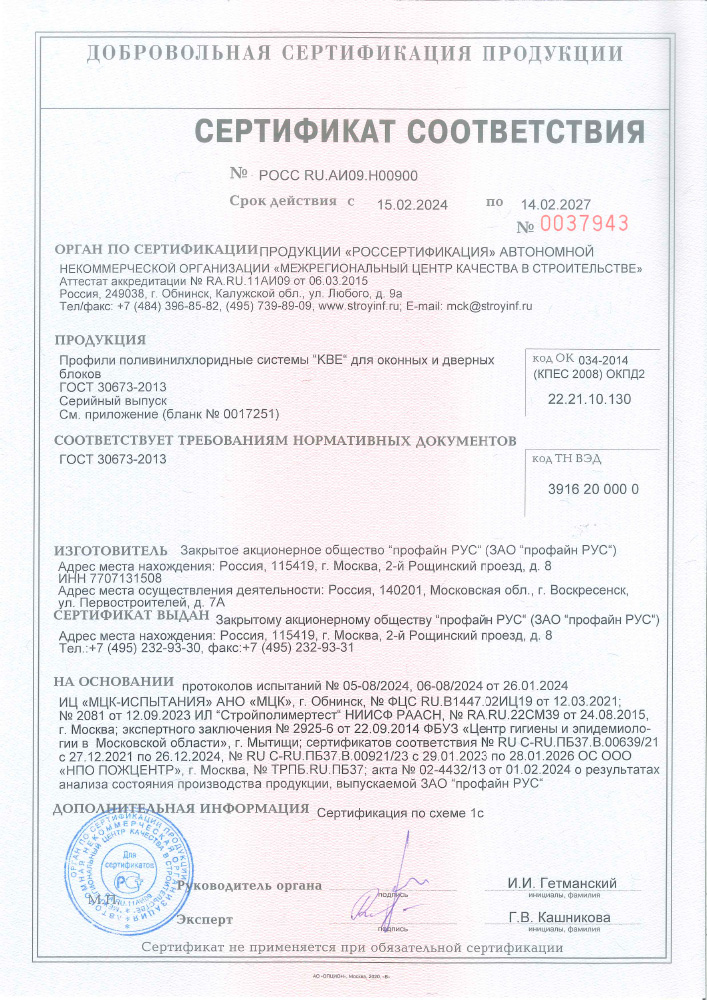 ДОБРОВОЛЬНАЯ СЕРТИФИКАЦИЯ ПРОДУКЦИИ
СЕРТИФИКАТ СООТВЕТСТВИЯ
№ РОСС RU.АИ09.Н00900
Срок действия с 15.02.2024 по 14.02.2027
№ 0037943
ОРГАН ПО СЕРТИФИКАЦИИ ПРОДУКЦИИ «РОССЕРТИФИКАЦИЯ» АВТОНОМНОЙ
НЕКОММЕРЧЕСКОЙ ОРГАНИЗАЦИИ «МЕЖРЕГИОНАЛЬНЫЙ ЦЕНТР КАЧЕСТВА В СТРОИТЕЛЬСТВЕ»
Аттестат аккредитации № RA.RU.11АИ09 от 06.03.2015
Россия, 249038, г. Обнинск, Калужской обл., ул. Любого, д. 9а
Тел/факс: +7 (484) 396-85-82, (495) 739-89-09, www.stroyinf.ru; E-mail: mck@stroyinf.ru
ПРОДУКЦИЯ
Профили поливинилхлоридные системы "KBE" для оконных и дверных
блоков
ГОСТ 30673-2013
Серийный выпуск
См. приложение (бланк № 0017251)
код ОК 034-2014
(КПЕС 2008) ОКПД2
22.21.10.130
СООТВЕТСТВУЕТ ТРЕБОВАНИЯМ НОРМАТИВНЫХ ДОКУМЕНТОВ
ГОСТ 30673-2013
код ТН ВЭД
3916 20 000 0
ИЗГОТОВИТЕЛЬ Закрытое акционерное общество "профайн РУС" (ЗАО "профайн РУС")
Адрес места нахождения: Россия, 115419, г. Москва, 2-й Рощинский проезд, д. 8
ИНН 7707131508
Адрес места осуществления деятельности: Россия, 140201, Московская обл., г. Воскресенск,
ул. Первостроителей, д. 7А
СЕРТИФИКАТ ВЫДАН Закрытому акционерному обществу "профайн РУС" (ЗАО "профайн РУС")
Адрес места нахождения: Россия, 115419, г. Москва, 2-й Рощинский проезд, д. 8
Тел.:+7 (495) 232-93-30, факс:+7 (495) 232-93-31
НА ОСНОВАНИИ протоколов испытаний № 05-08/2024, 06-08/2024 от 26.01.2024
ИЦ «МЦК-ИСПЫТАНИЯ» АНО «МЦК», г. Обнинск, № ФЦС RU.В1447.02ИЦ19 от 12.03.2021;
№ 2081 от 12.09.2023 ИЛ "Стройполимертест" НИИСФ РААСН, № RA.RU.22СМ39 от 24.08.2015,
г. Москва; экспертного заключения № 2925-6 от 22.09.2014 ФБУЗ «Центр гигиены и эпидемиоло-
гии в Московской области», г. Мытищи; сертификатов соответствия № RU C-RU.ПБ37.В.00639/21
с 27.12.2021 по 26.12.2024, № RU C-RU.ПБ37.В.00921/23 с 29.01.2023 по 28.01.2026 ОС ООО
«НПО ПОЖЦЕНТР», г. Москва, № ТРПБ.RU.ПБ37; акта № 02-4432/13 от 01.02.2024 о результатах
анализа состояния производства продукции, выпускаемой ЗАО "профайн РУС"
ДОПОЛНИТЕЛЬНАЯ ИНФОРМАЦИЯ Сертификация по схеме 1с
Для
сертификатов
М.П.
Руководитель органа
подпись
И.И. Гетманский
инициалы, фамилия
Эксперт
подпись
Г.В. Кашникова
инициалы, фамилия
Сертификат не применяется при обязательной сертификации
АО «ОПЦИОН», Москва, 2020, «В».